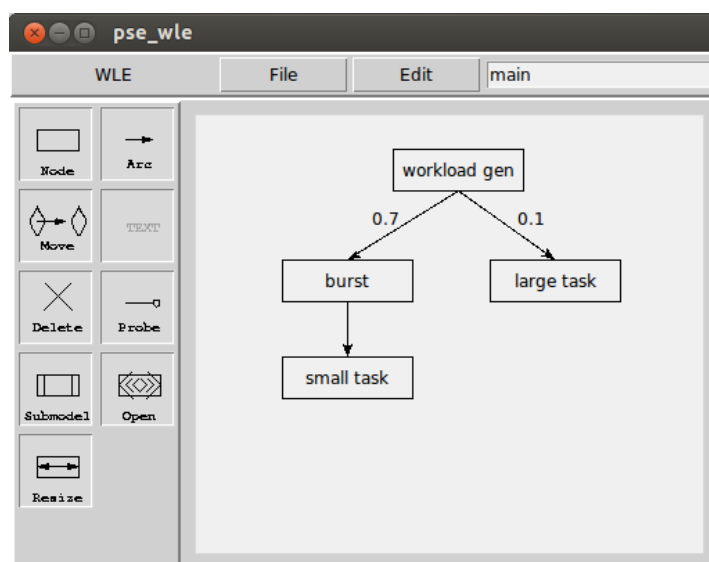 pse_wle
WLE
File
Edit
main
Node
Arc
Move
TEXT
Delete
Probe
Submodel
Open
Resize
workload gen
0.7
0.1
burst
large task
small task